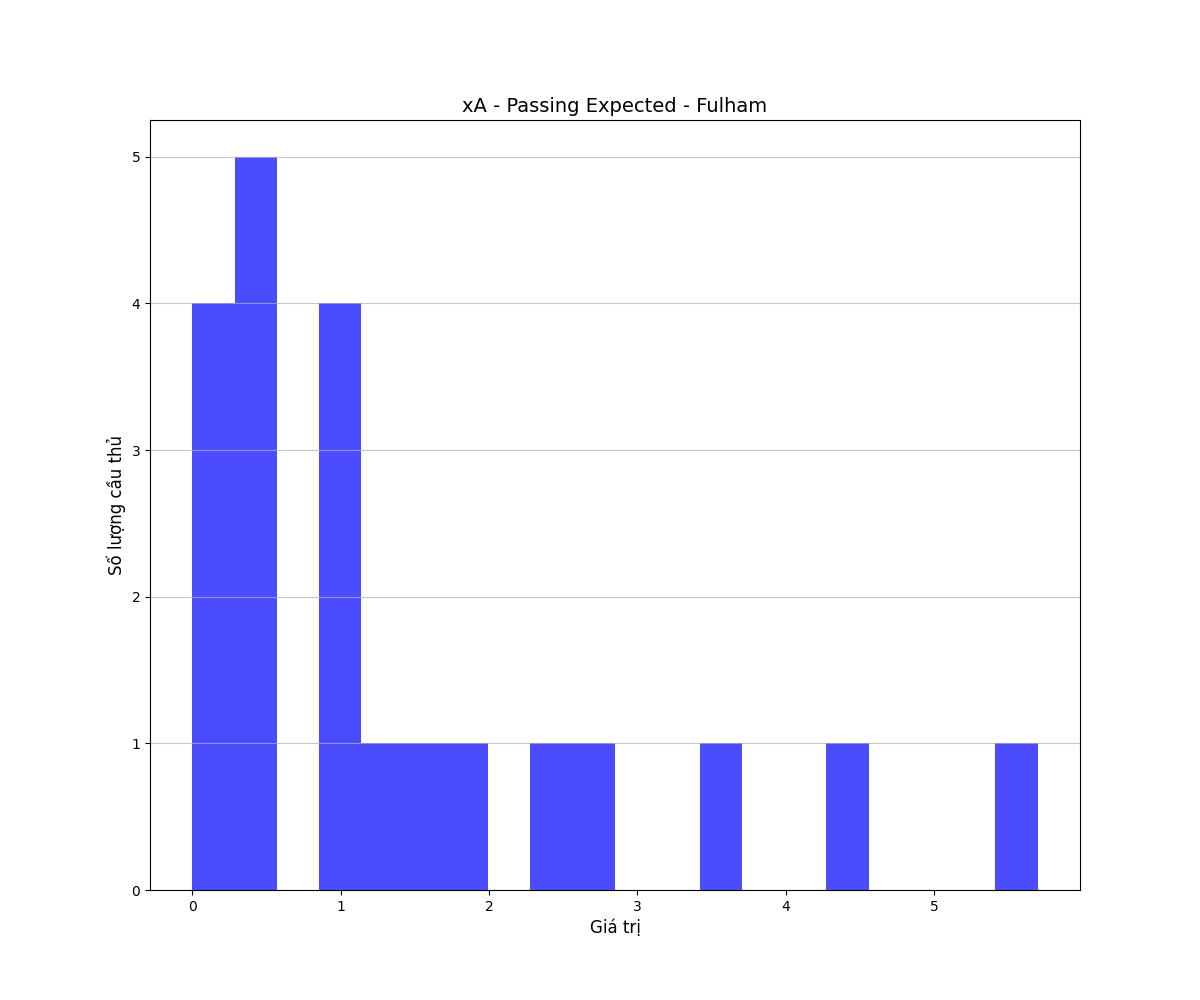 xA - Passing Expected - Fulham
5
4
3
2
1
0
Số lượng cầu thủ
0 1 2 3 4 5
Giá trị